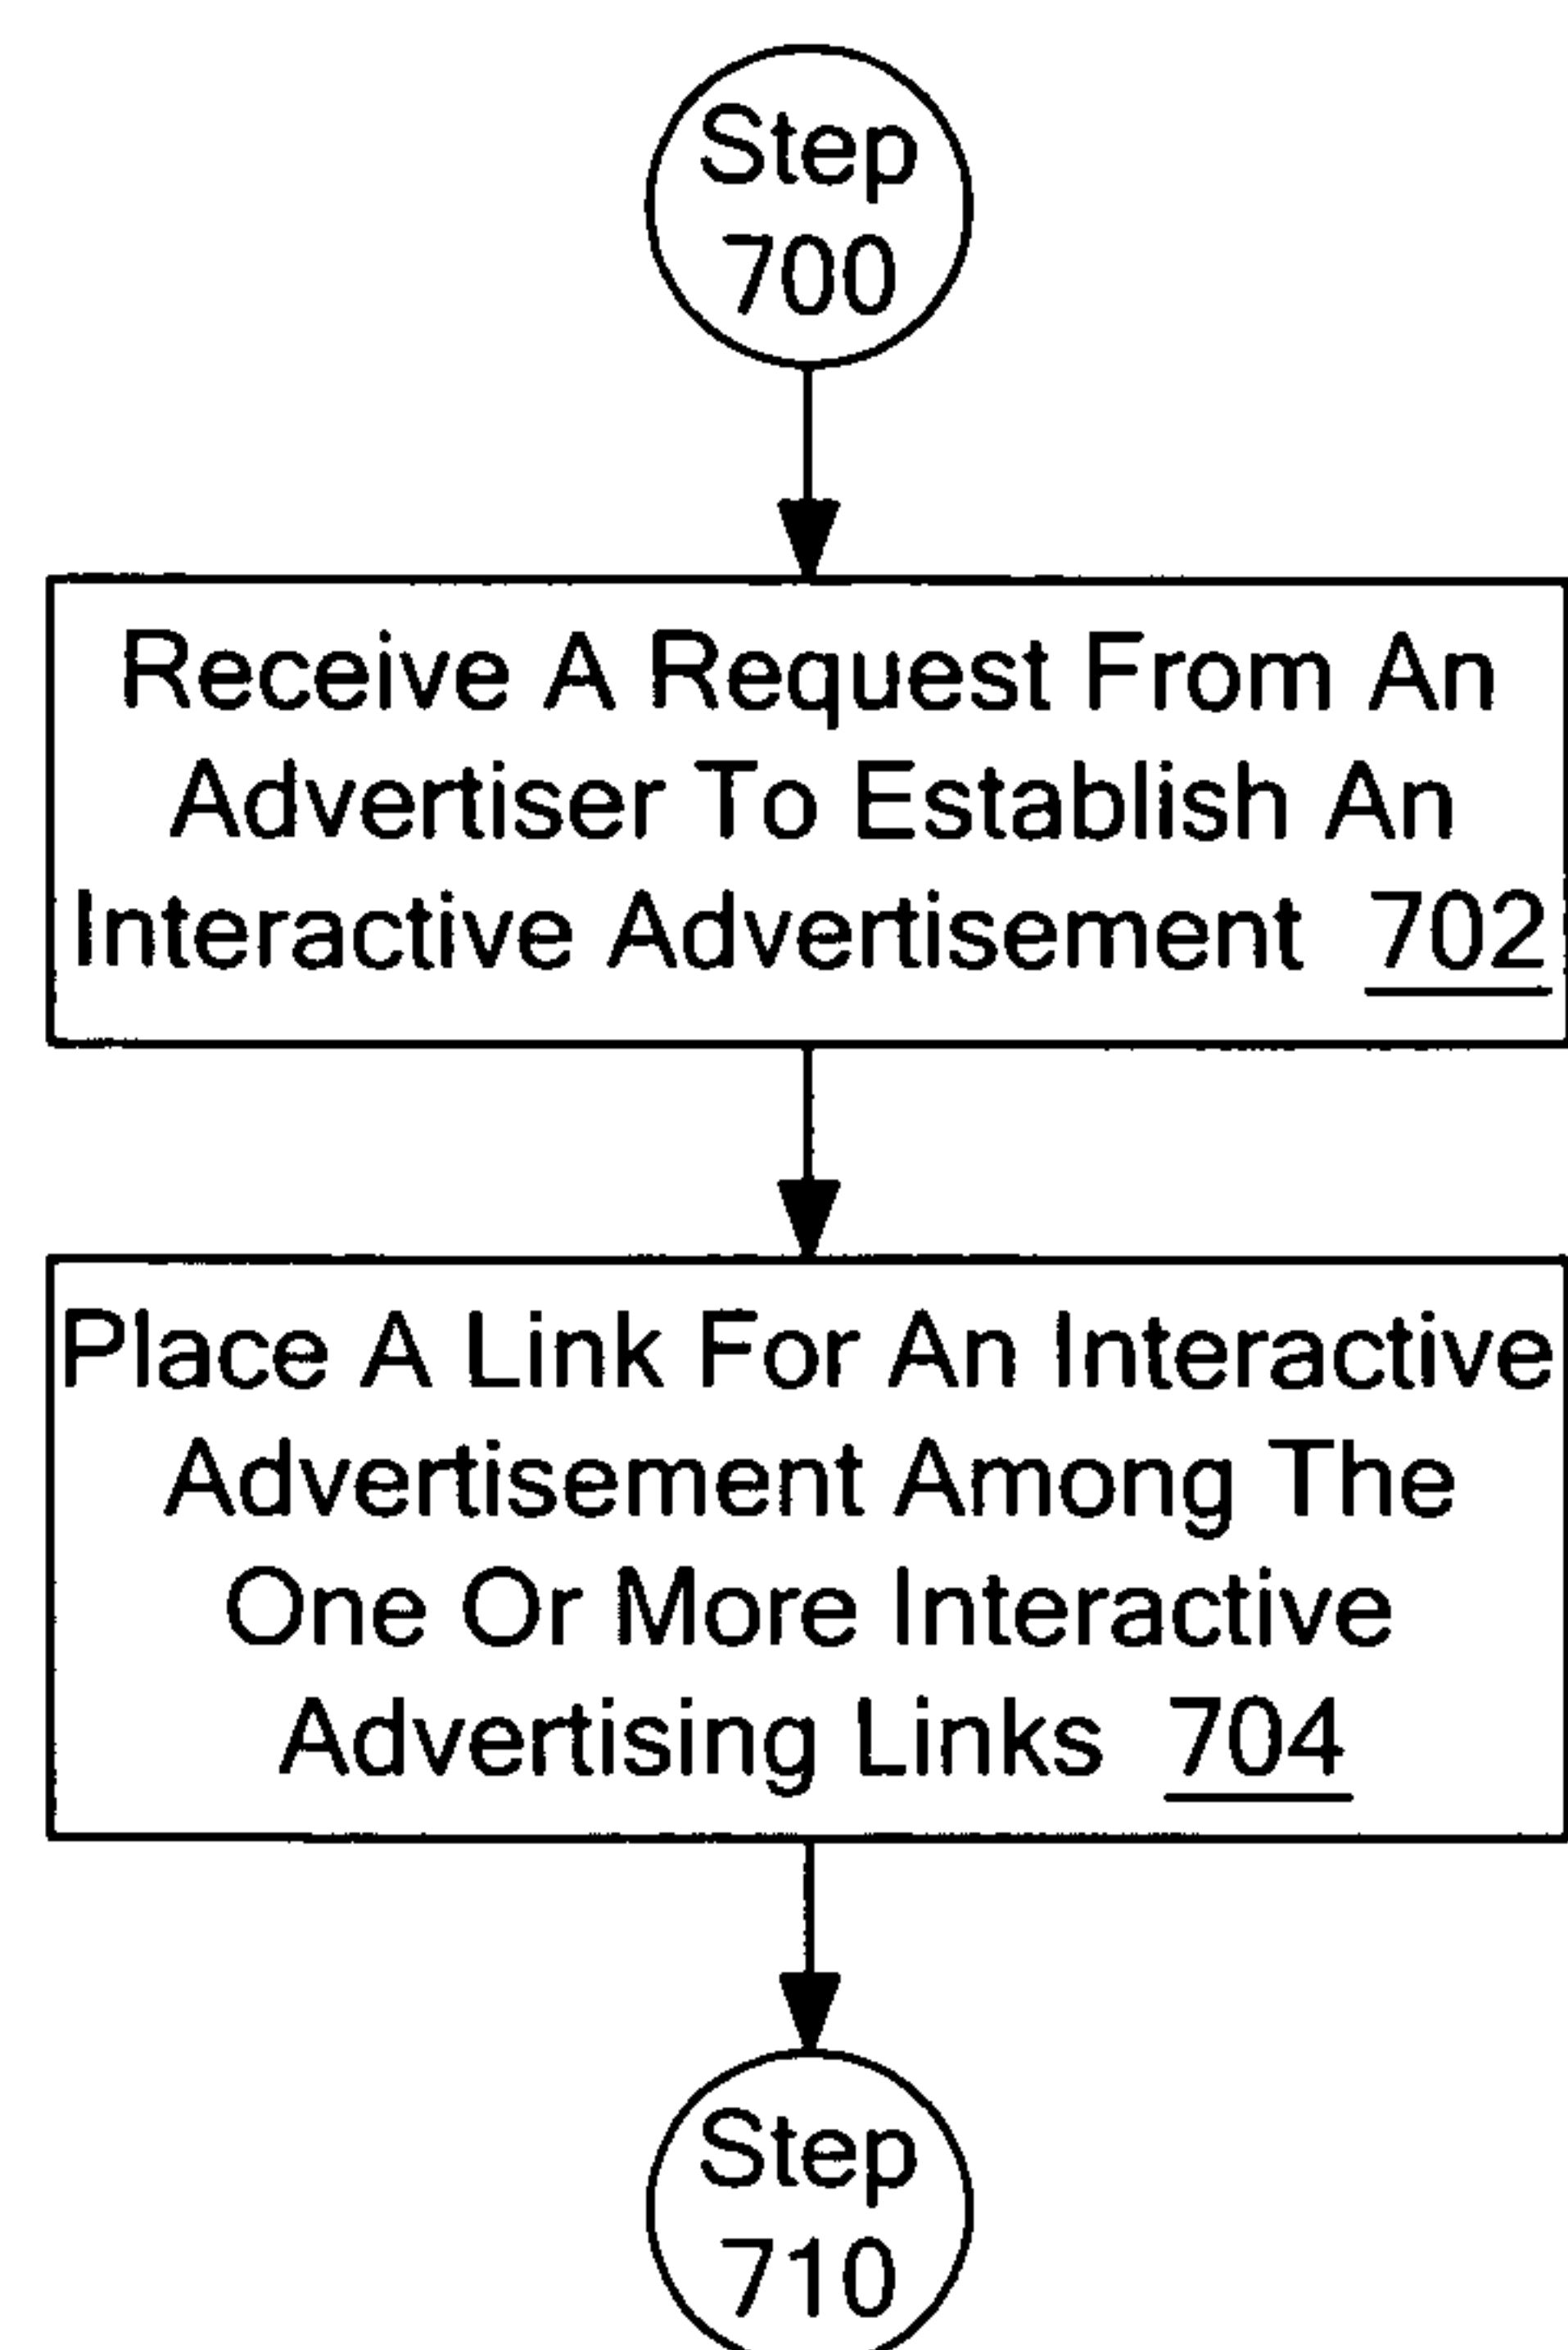 Step
700
Receive A Request From An
Advertiser To Establish An
Interactive Advertisement 702
Place A Link For An Interactive
Advertisement Among The
One Or More Interactive
Advertising Links 704
Step
710